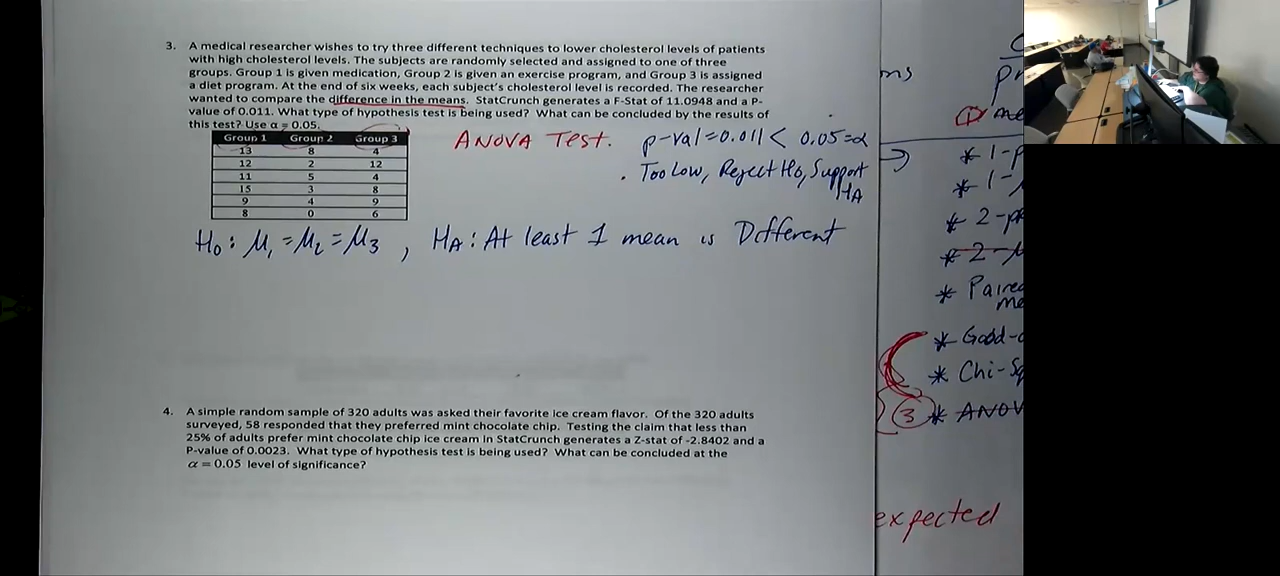 3. A medical researcher wishes to try three different techniques to lower cholesterol levels of patients
with high cholesterol levels. The subjects are randomly selected and assigned to one of three
groups. Group 1 is given medication, Group 2 is given an exercise program, and Group 3 is assigned
a diet program. At the end of six weeks, each subject's cholesterol level is recorded. The researcher
wanted to compare the difference in the means. StatCrunch generates a F-Stat of 11.0948 and a P-
value of 0.011. What type of hypothesis test is being used? What can be concluded by the results of
this test? Use α = 0.05.
Group 1 Group 2 Group 3
13 8 4
12 2 12
11 5 4
15 3 8
9 4 9
8 0 6
ANOVA TEST. p-val=0.011 < 0.05=α
Too Low, Reject H0, Support
HA
H0: μ1 = μ2 = μ3 , HA: At least 1 mean is Different
4. A simple random sample of 320 adults was asked their favorite ice cream flavor. Of the 320 adults
surveyed, 58 responded that they preferred mint chocolate chip. Testing the claim that less than
25% of adults prefer mint chocolate chip ice cream in StatCrunch generates a Z-stat of -2.8402 and a
P-value of 0.0023. What type of hypothesis test is being used? What can be concluded at the
α = 0.05 level of significance?
ms
① me
* 1-p
* 1-
* 2-pr
* 2-μ
* Paired
me
* Good-o
* Chi-Sq
③ * ANOV
expected